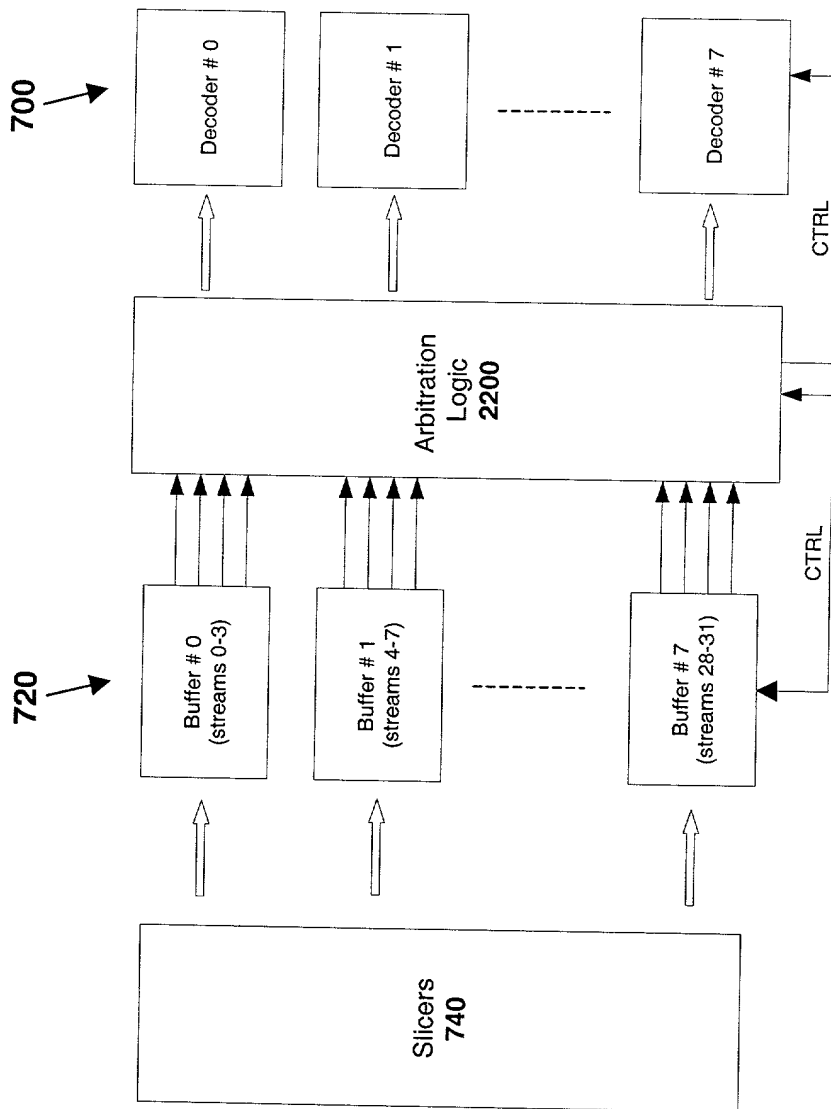 700
Decoder # 0
Decoder # 1
Decoder # 7
CTRL
Arbitration
Logic
2200
CTRL
720
Buffer # 0
(streams 0-3)
Buffer # 1
(streams 4-7)
Buffer # 7
(streams 28-31)
Slicers
740